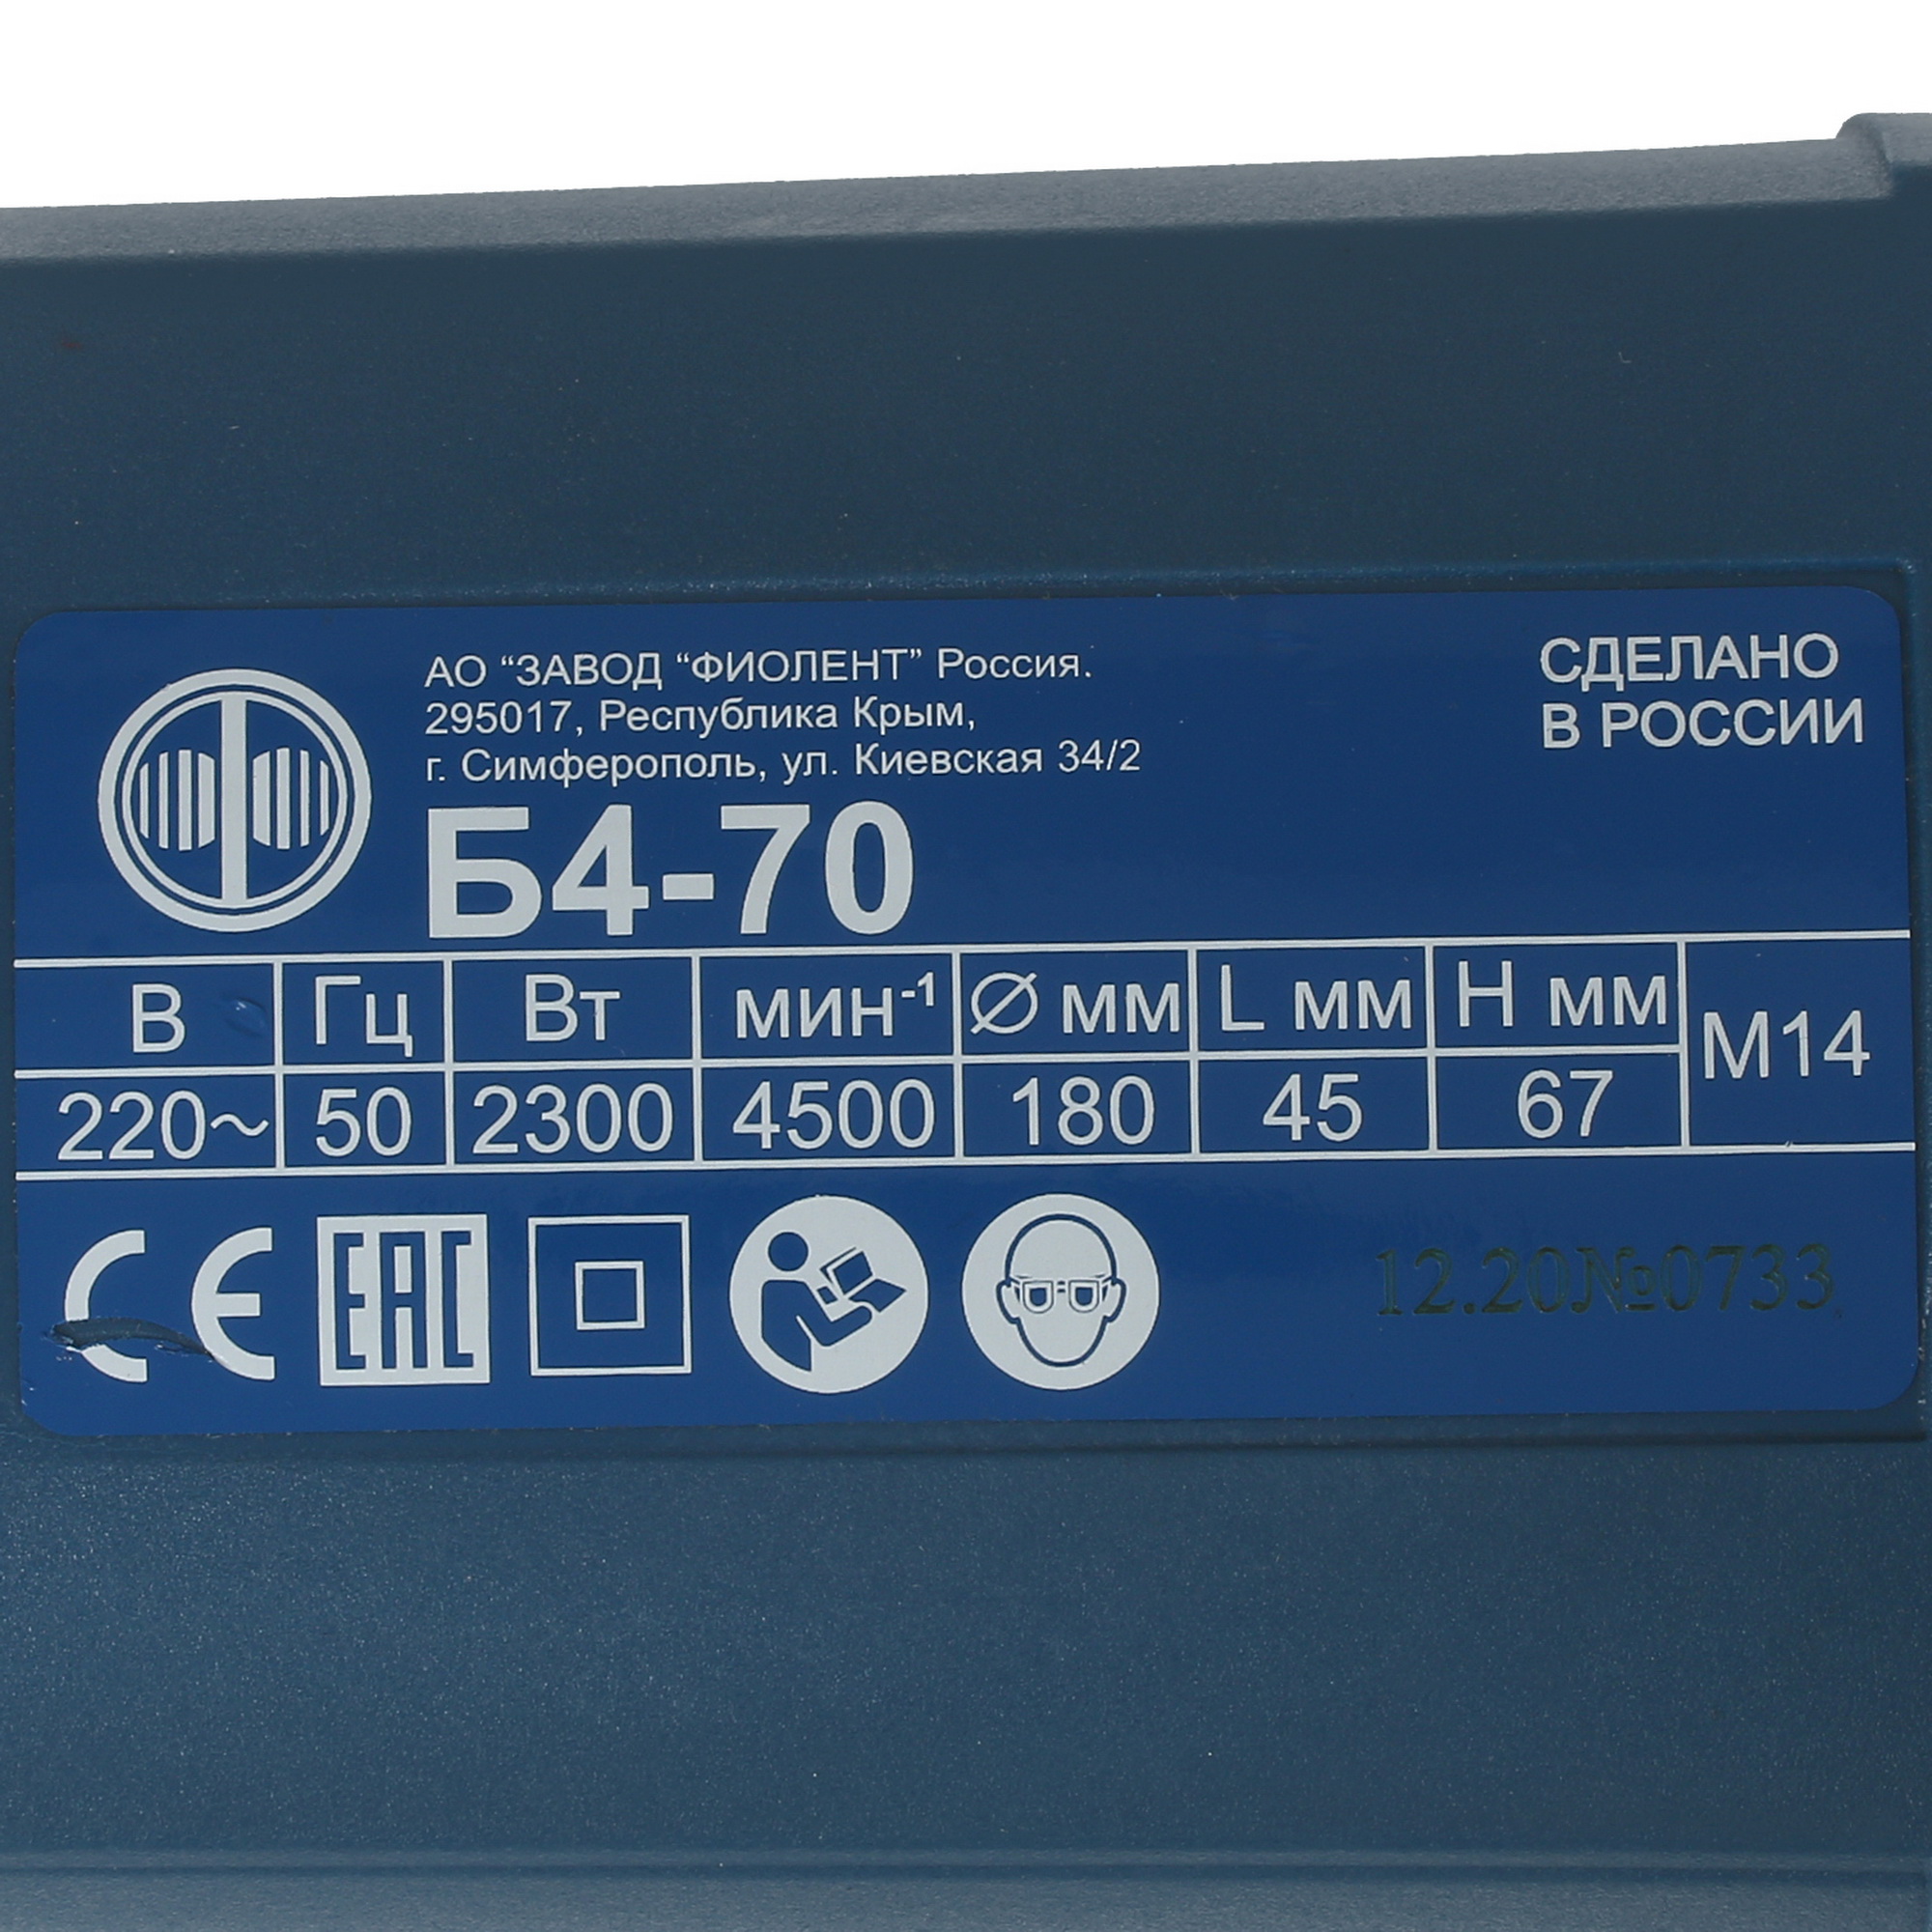 АО “ЗАВОД “ФИОЛЕНТ” Россия.
295017, Республика Крым,
г. Симферополь, ул. Киевская 34/2
Б4-70
СДЕЛАНО
В РОССИИ
В Гц Вт мин⁻¹ Ø мм L мм Н мм М14
220~ 50 2300 4500 180 45 67
CE EAC
12.20№0733